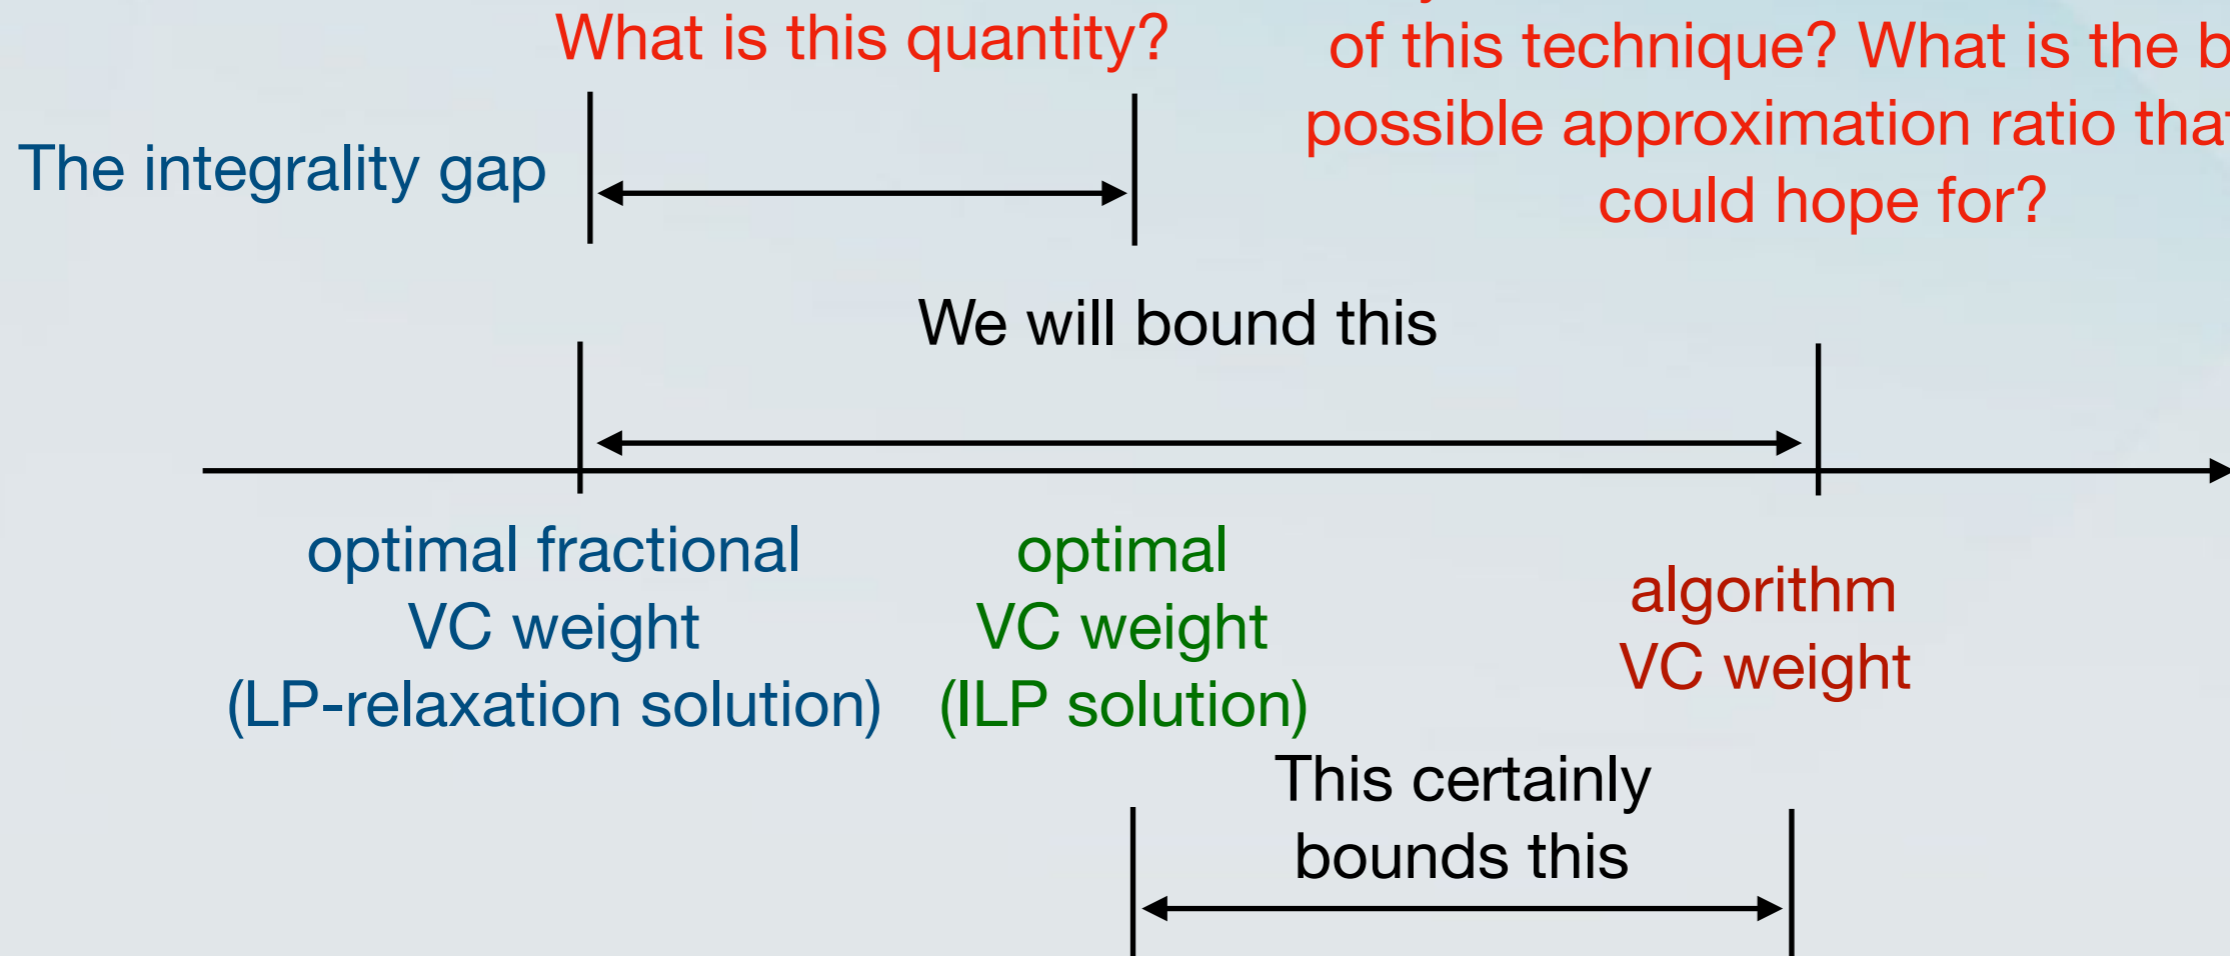 What is this quantity?
of this technique? What is the
possible approximation ratio
could hope for?
The integrality gap
We will bound this
optimal fractional
VC weight
(LP-relaxation solution)
optimal
VC weight
(ILP solution)
algorithm
VC weight
This certainly
bounds this